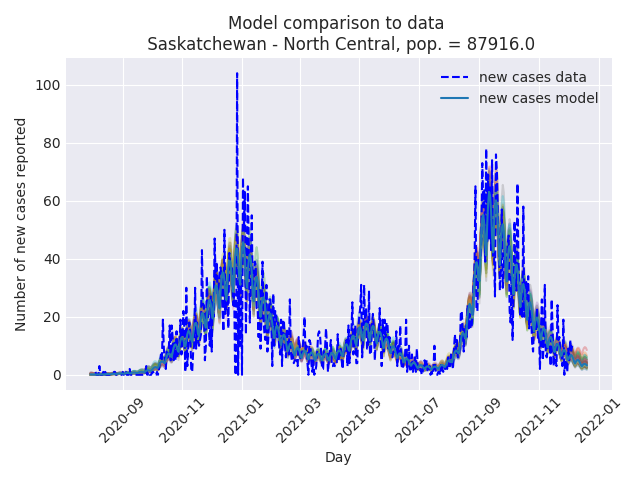 Model comparison to data
Saskatchewan - North Central, pop. = 87916.0
new cases data
new cases model
Number of new cases reported
100
80
60
40
20
0
2020-09
2020-11
2021-01
2021-03
2021-05
2021-07
2021-09
2021-11
2022-01
Day